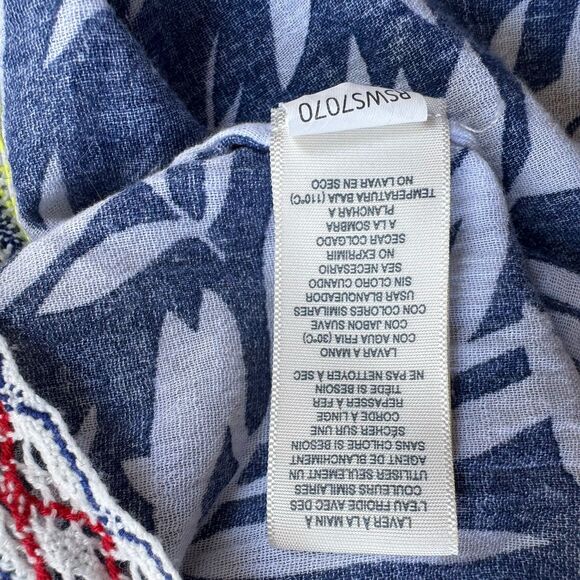 LAVER À LA MAIN À
L'EAU FROIDE AVEC DES
COULEURS SIMILAIRES
UTILISER SEULEMENT UN
AGENT DE BLANCHIMENT
SANS CHLORE SI BESOIN
SÉCHER SUR UNE
CORDE À LINGE
REPASSER À FER
TIÈDE SI BESOIN
NE PAS NETTOYER À SEC
LAVAR A MANO
CON AGUA FRIA (30°C)
CON JABON SUAVE
CON COLORES SIMILARES
USAR BLANQUEADOR
SIN CLORO CUANDO
SEA NECESARIO
NO EXPRIMIR
SECAR COLGADO
A LA SOMBRA
PLANCHAR A
TEMPERATURA BAJA (110°C)
NO LAVAR EN SECO
RSWS7070